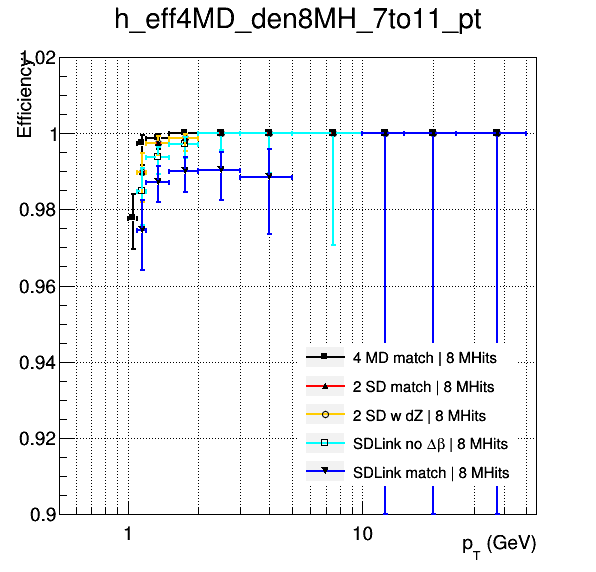 h_eff4MD_den8MH_7to11_pt
Efficiency
1.02
1
0.98
0.96
0.94
0.92
0.9
4 MD match | 8 MHits
2 SD match | 8 MHits
2 SD w dZ | 8 MHits
SDLink no Δβ | 8 MHits
SDLink match | 8 MHits
1
10
p_T (GeV)